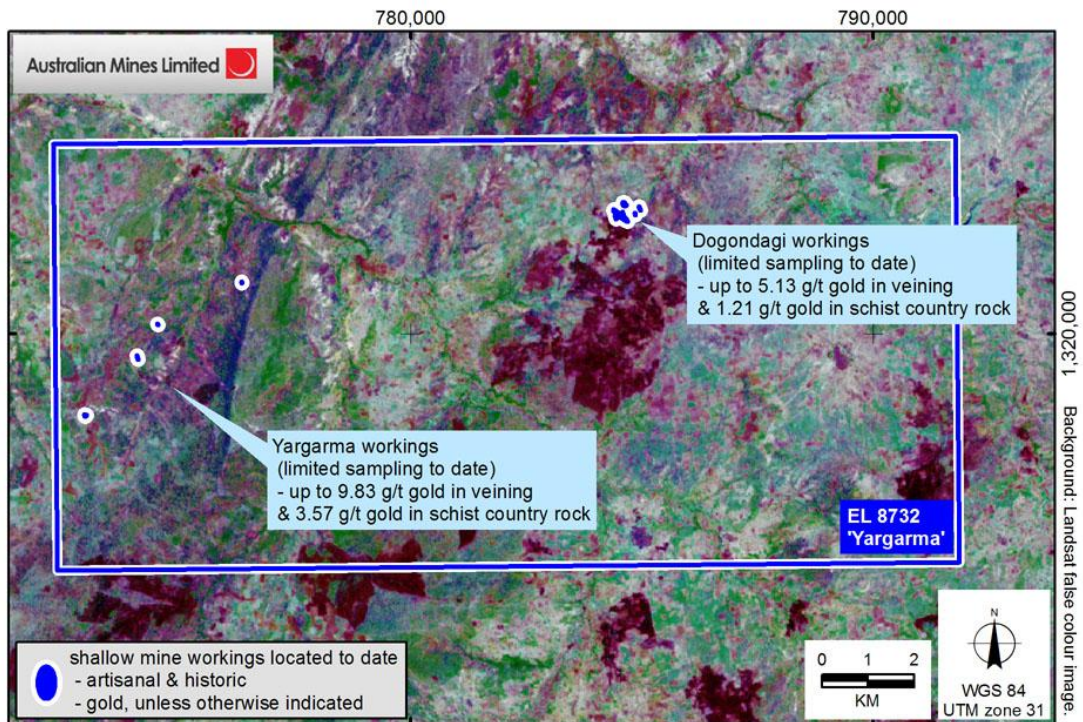 780,000
790,000
Australian Mines Limited
Dogondagi workings
(limited sampling to date)
- up to 5.13 g/t gold in veining
& 1.21 g/t gold in schist country rock
1,320,000
Yargarma workings
(limited sampling to date)
- up to 9.83 g/t gold in veining
& 3.57 g/t gold in schist country rock
EL 8732
'Yargarma'
Background: Landsat false colour image.
shallow mine workings located to date
- artisanal & historic
- gold, unless otherwise indicated
0 1 2
KM
N
WGS 84
UTM zone 31